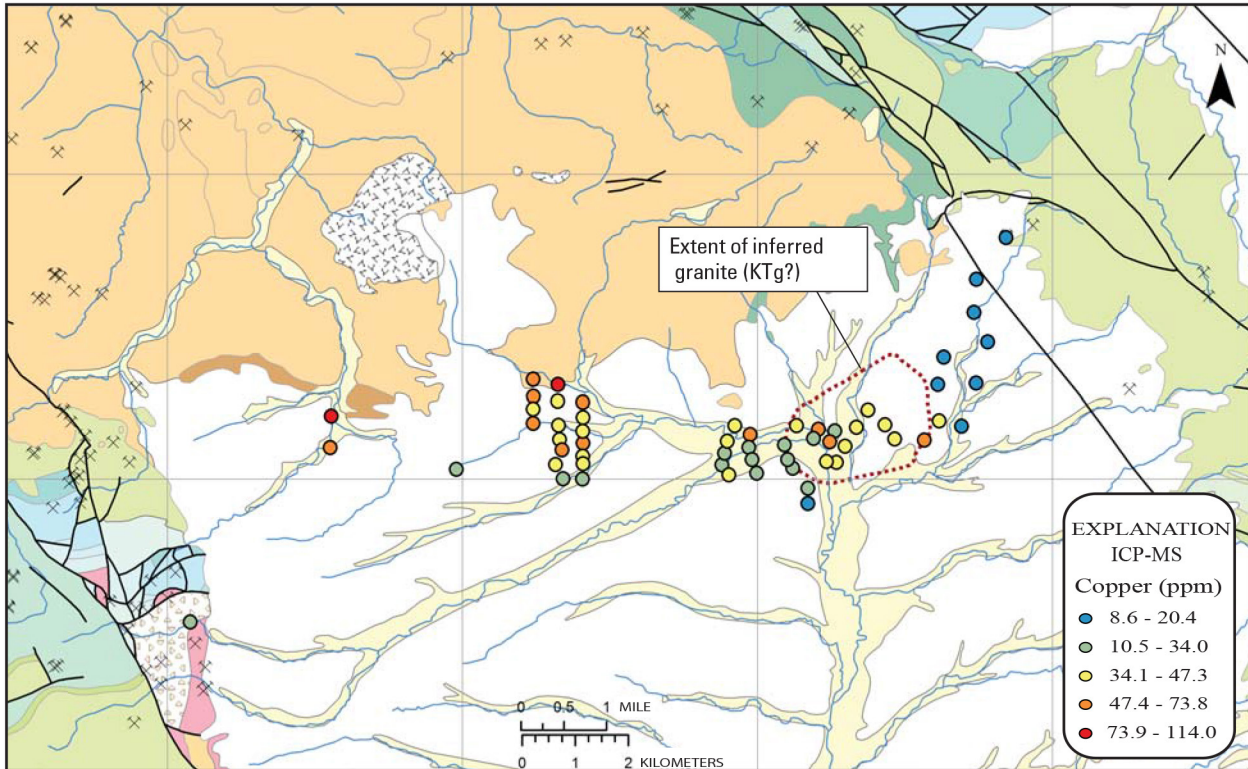 N
Extent of inferred
granite (KTg?)
EXPLANATION
ICP-MS
Copper (ppm)
8.6 - 20.4
10.5 - 34.0
34.1 - 47.3
47.4 - 73.8
73.9 - 114.0
0 0.5 1 MILE
0 1 2 KILOMETERS